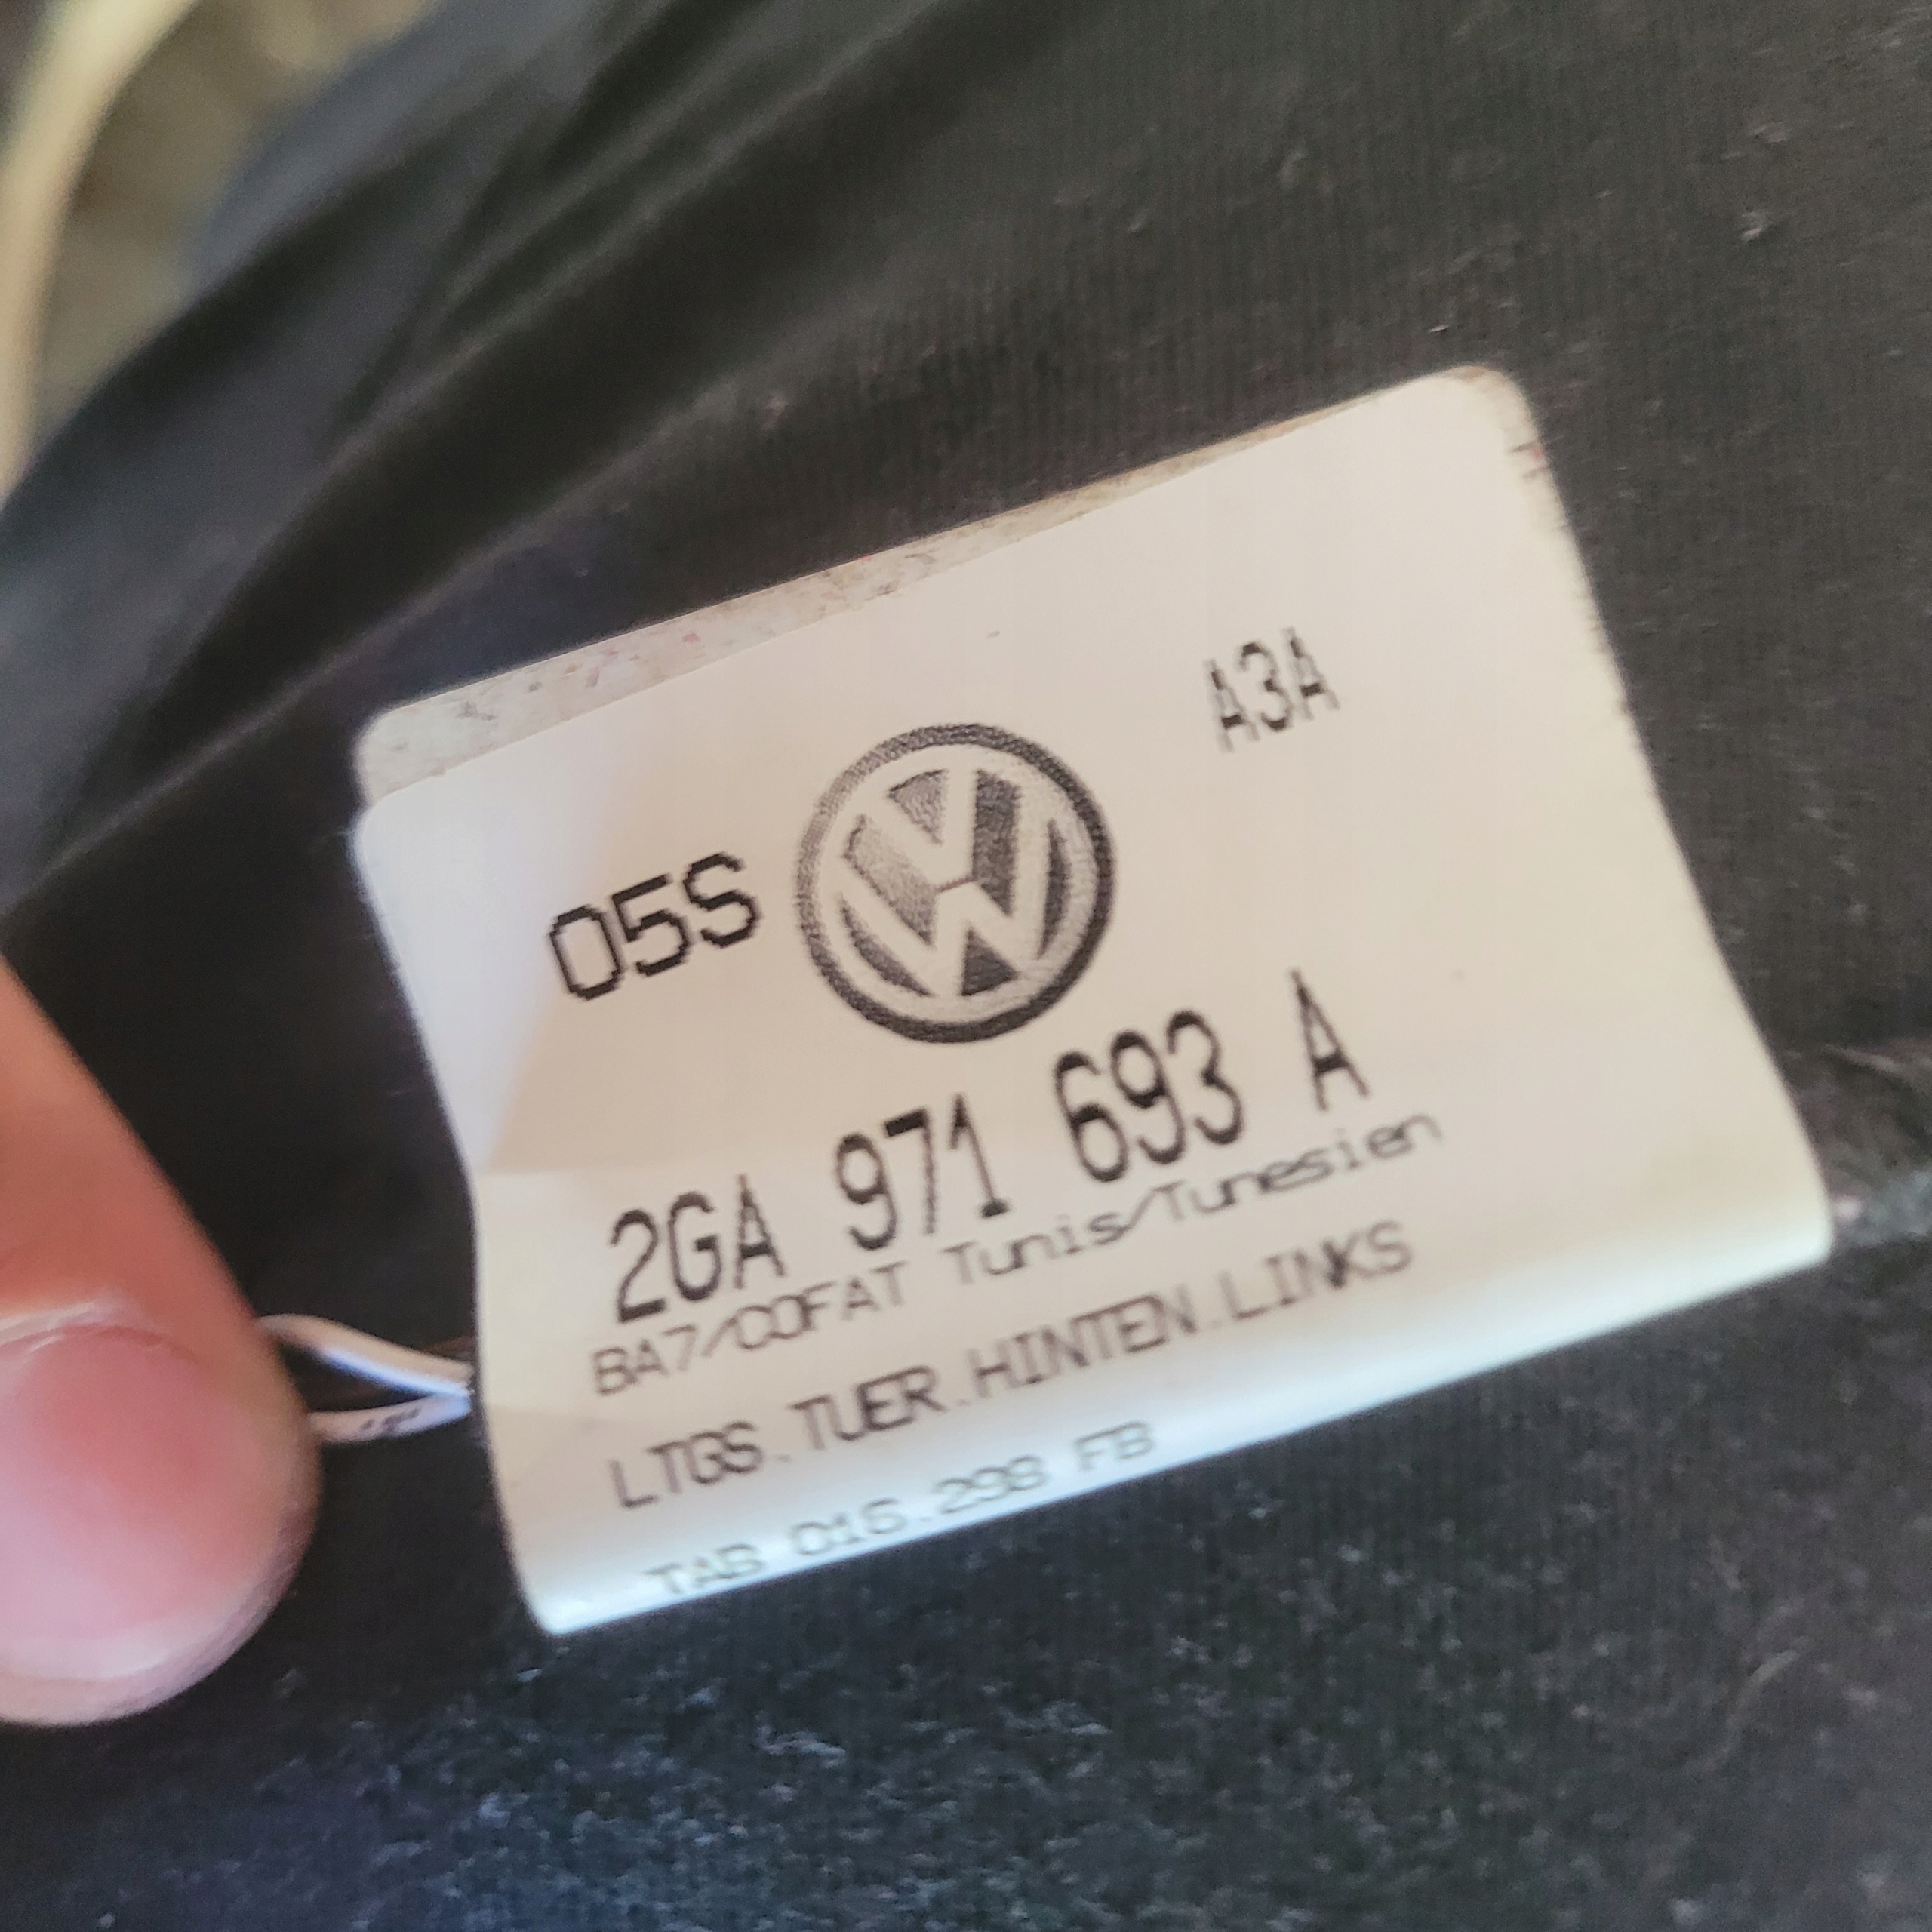 A3A
05S
2GA 971 693 A
BA7/COFAT Tunis/Tunesien
LTGS.TUER.HINTEN.LINKS
TAB 016.298 FB